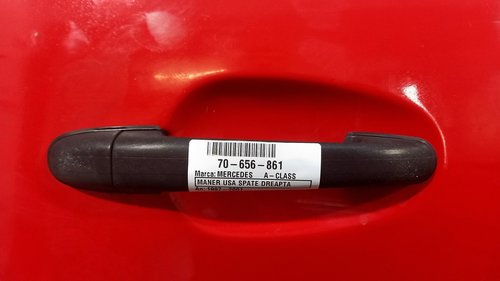 70-656-861
Marca: MERCEDES A-CLASS
MANER USA SPATE DREAPTA